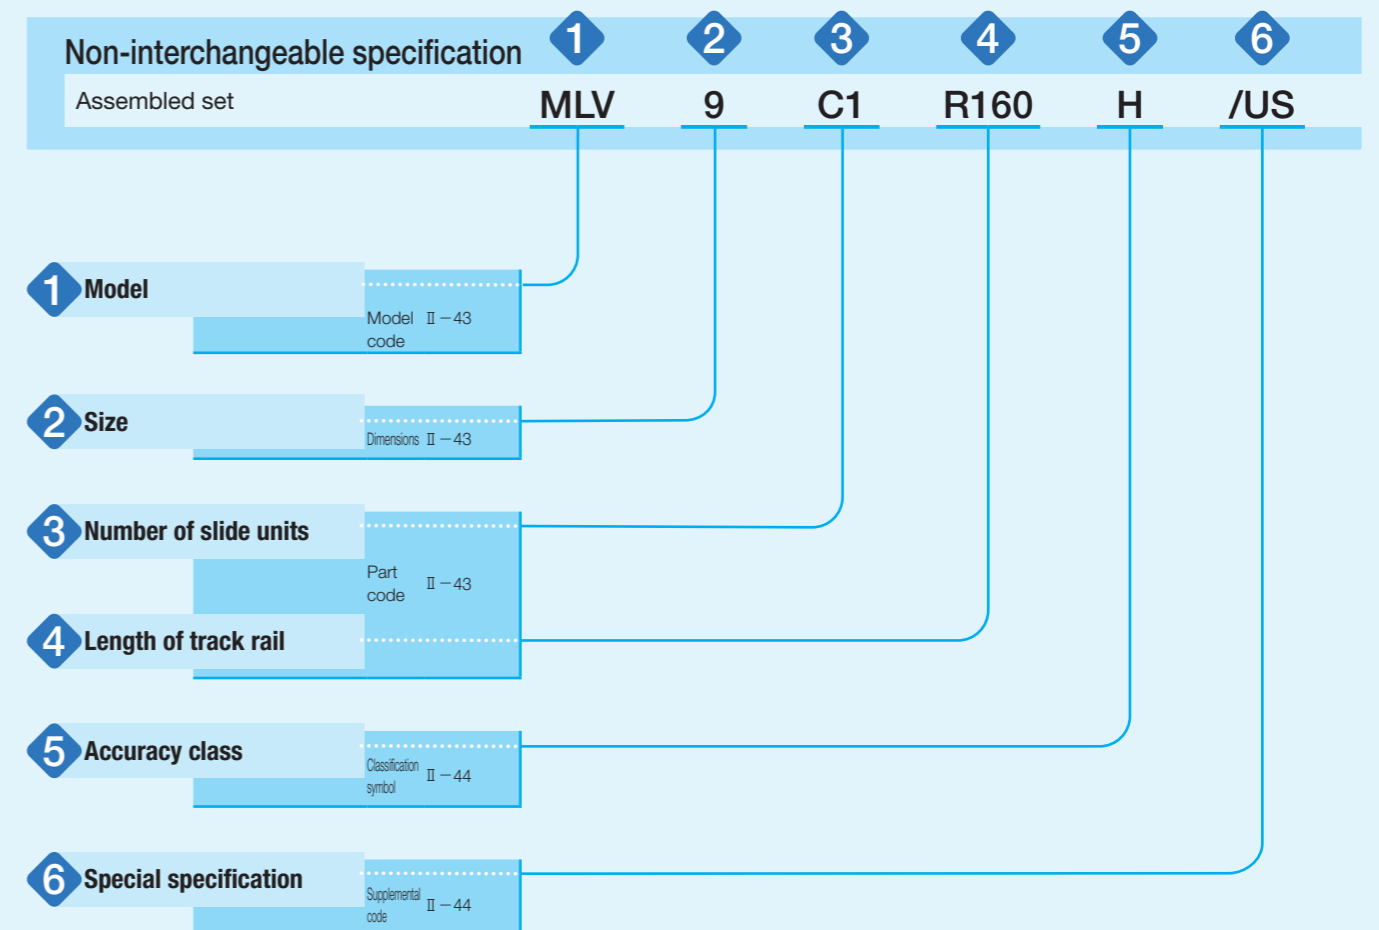 1 2 3 4 5 6
Non-interchangeable specification
Assembled set MLV 9 C1 R160 H /US
1 Model
Model Ⅱ－43
code
2 Size
Dimensions Ⅱ－43
3 Number of slide units
Part
code Ⅱ－43
4 Length of track rail
5 Accuracy class
Classification
symbol Ⅱ－44
6 Special specification
Supplemental
code Ⅱ－44